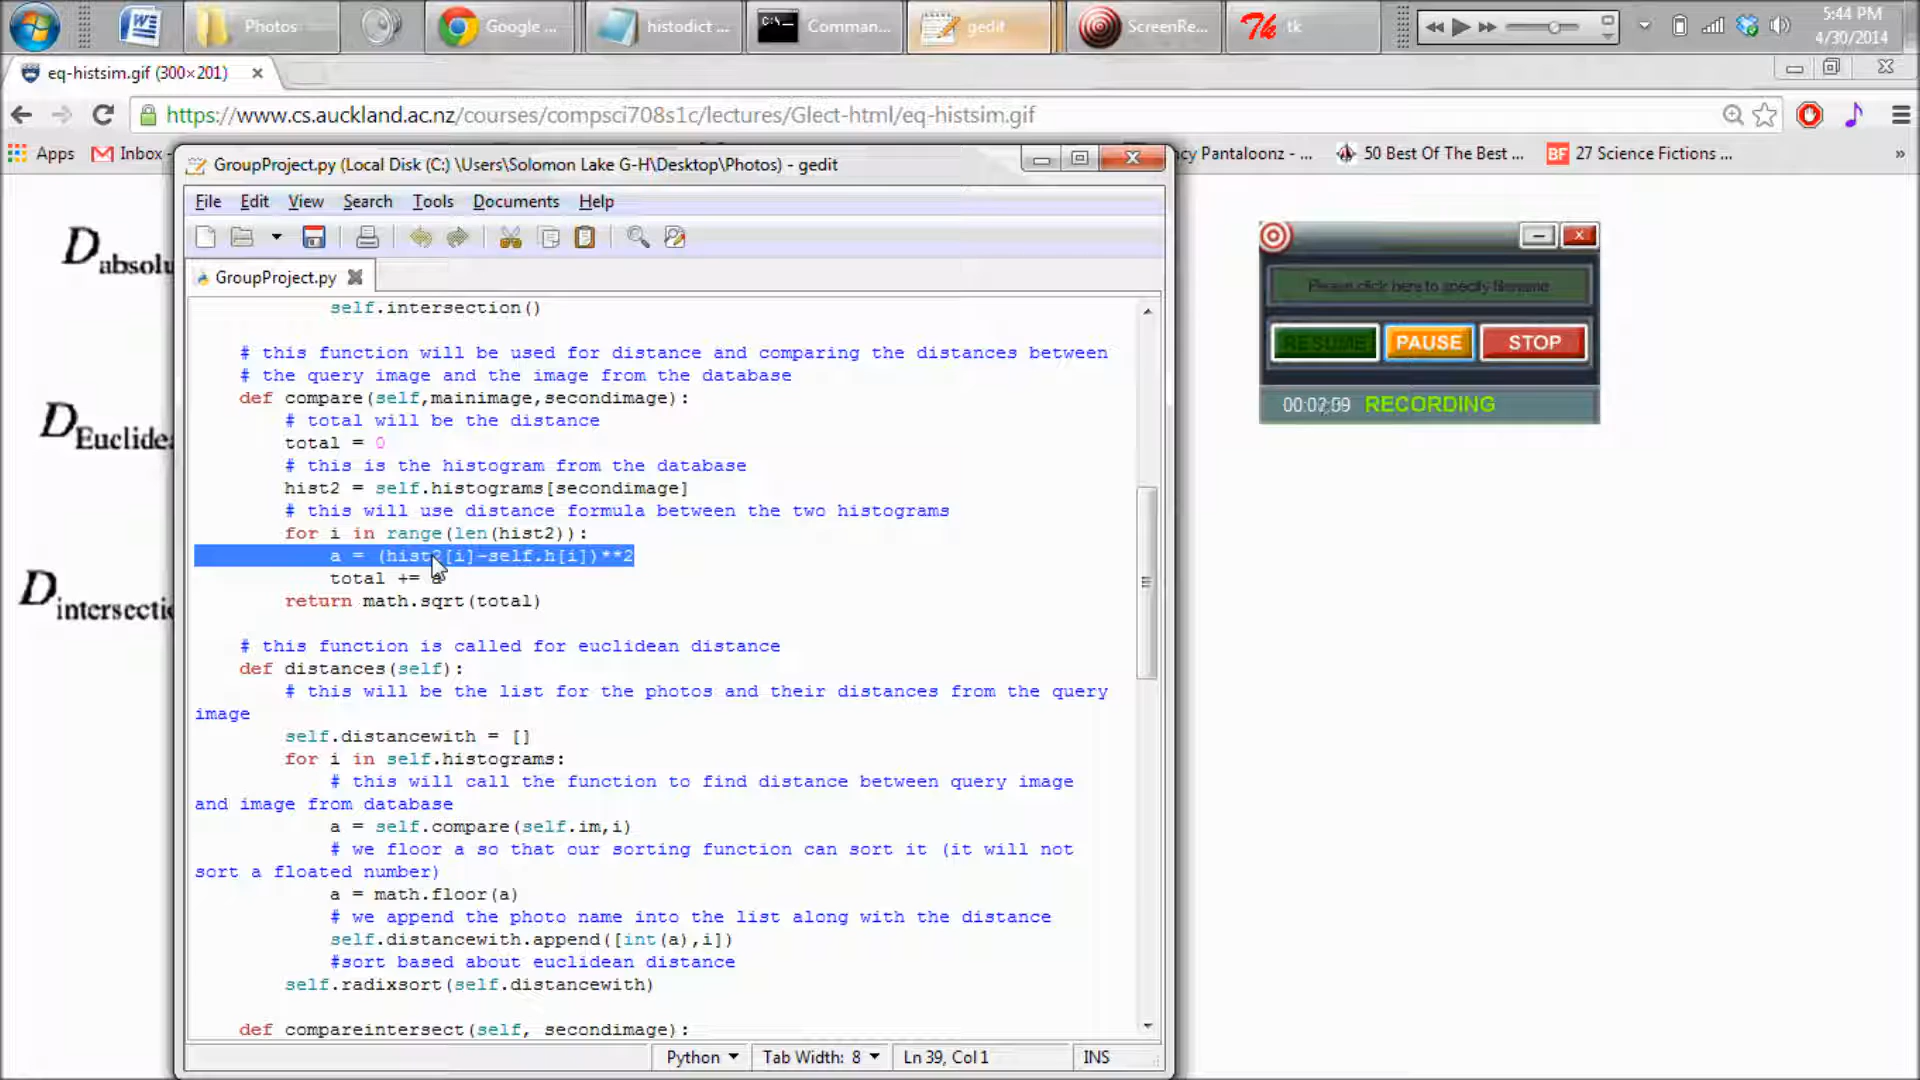 Photos
Google ...
histodict ...
Comman...
gedit
ScreenRe...
Tk tk
5:44 PM
4/30/2014
eq-histsim.gif (300×201)
https://www.cs.auckland.ac.nz/courses/compsci708s1c/lectures/Glect-html/eq-histsim.gif
Apps
Inbox
ncy Pantaloonz - ...
50 Best Of The Best ...
BF 27 Science Fictions ...
»
GroupProject.py (Local Disk (C:) \Users\Solomon Lake G-H\Desktop\Photos) - gedit
File Edit View Search Tools Documents Help
GroupProject.py
self.intersection()
# this function will be used for distance and comparing the distances between
# the query image and the image from the database
def compare(self,mainimage,secondimage):
# total will be the distance
total = 0
# this is the histogram from the database
hist2 = self.histograms[secondimage]
# this will use distance formula between the two histograms
for i in range(len(hist2)):
a = (hist2[i]-self.h[i])**2
total += a
return math.sqrt(total)
# this function is called for euclidean distance
def distances(self):
# this will be the list for the photos and their distances from the query
image
self.distancewith = []
for i in self.histograms:
# this will call the function to find distance between query image
and image from database
a = self.compare(self.im,i)
# we floor a so that our sorting function can sort it (it will not
sort a floated number)
a = math.floor(a)
# we append the photo name into the list along with the distance
self.distancewith.append([int(a),i])
#sort based about euclidean distance
self.radixsort(self.distancewith)
def compareintersect(self, secondimage):
Python Tab Width: 8 Ln 39, Col 1 INS
D absolu
D Euclidea
D intersectio
Please click here to specify filename
RESUME PAUSE STOP
RECORDING